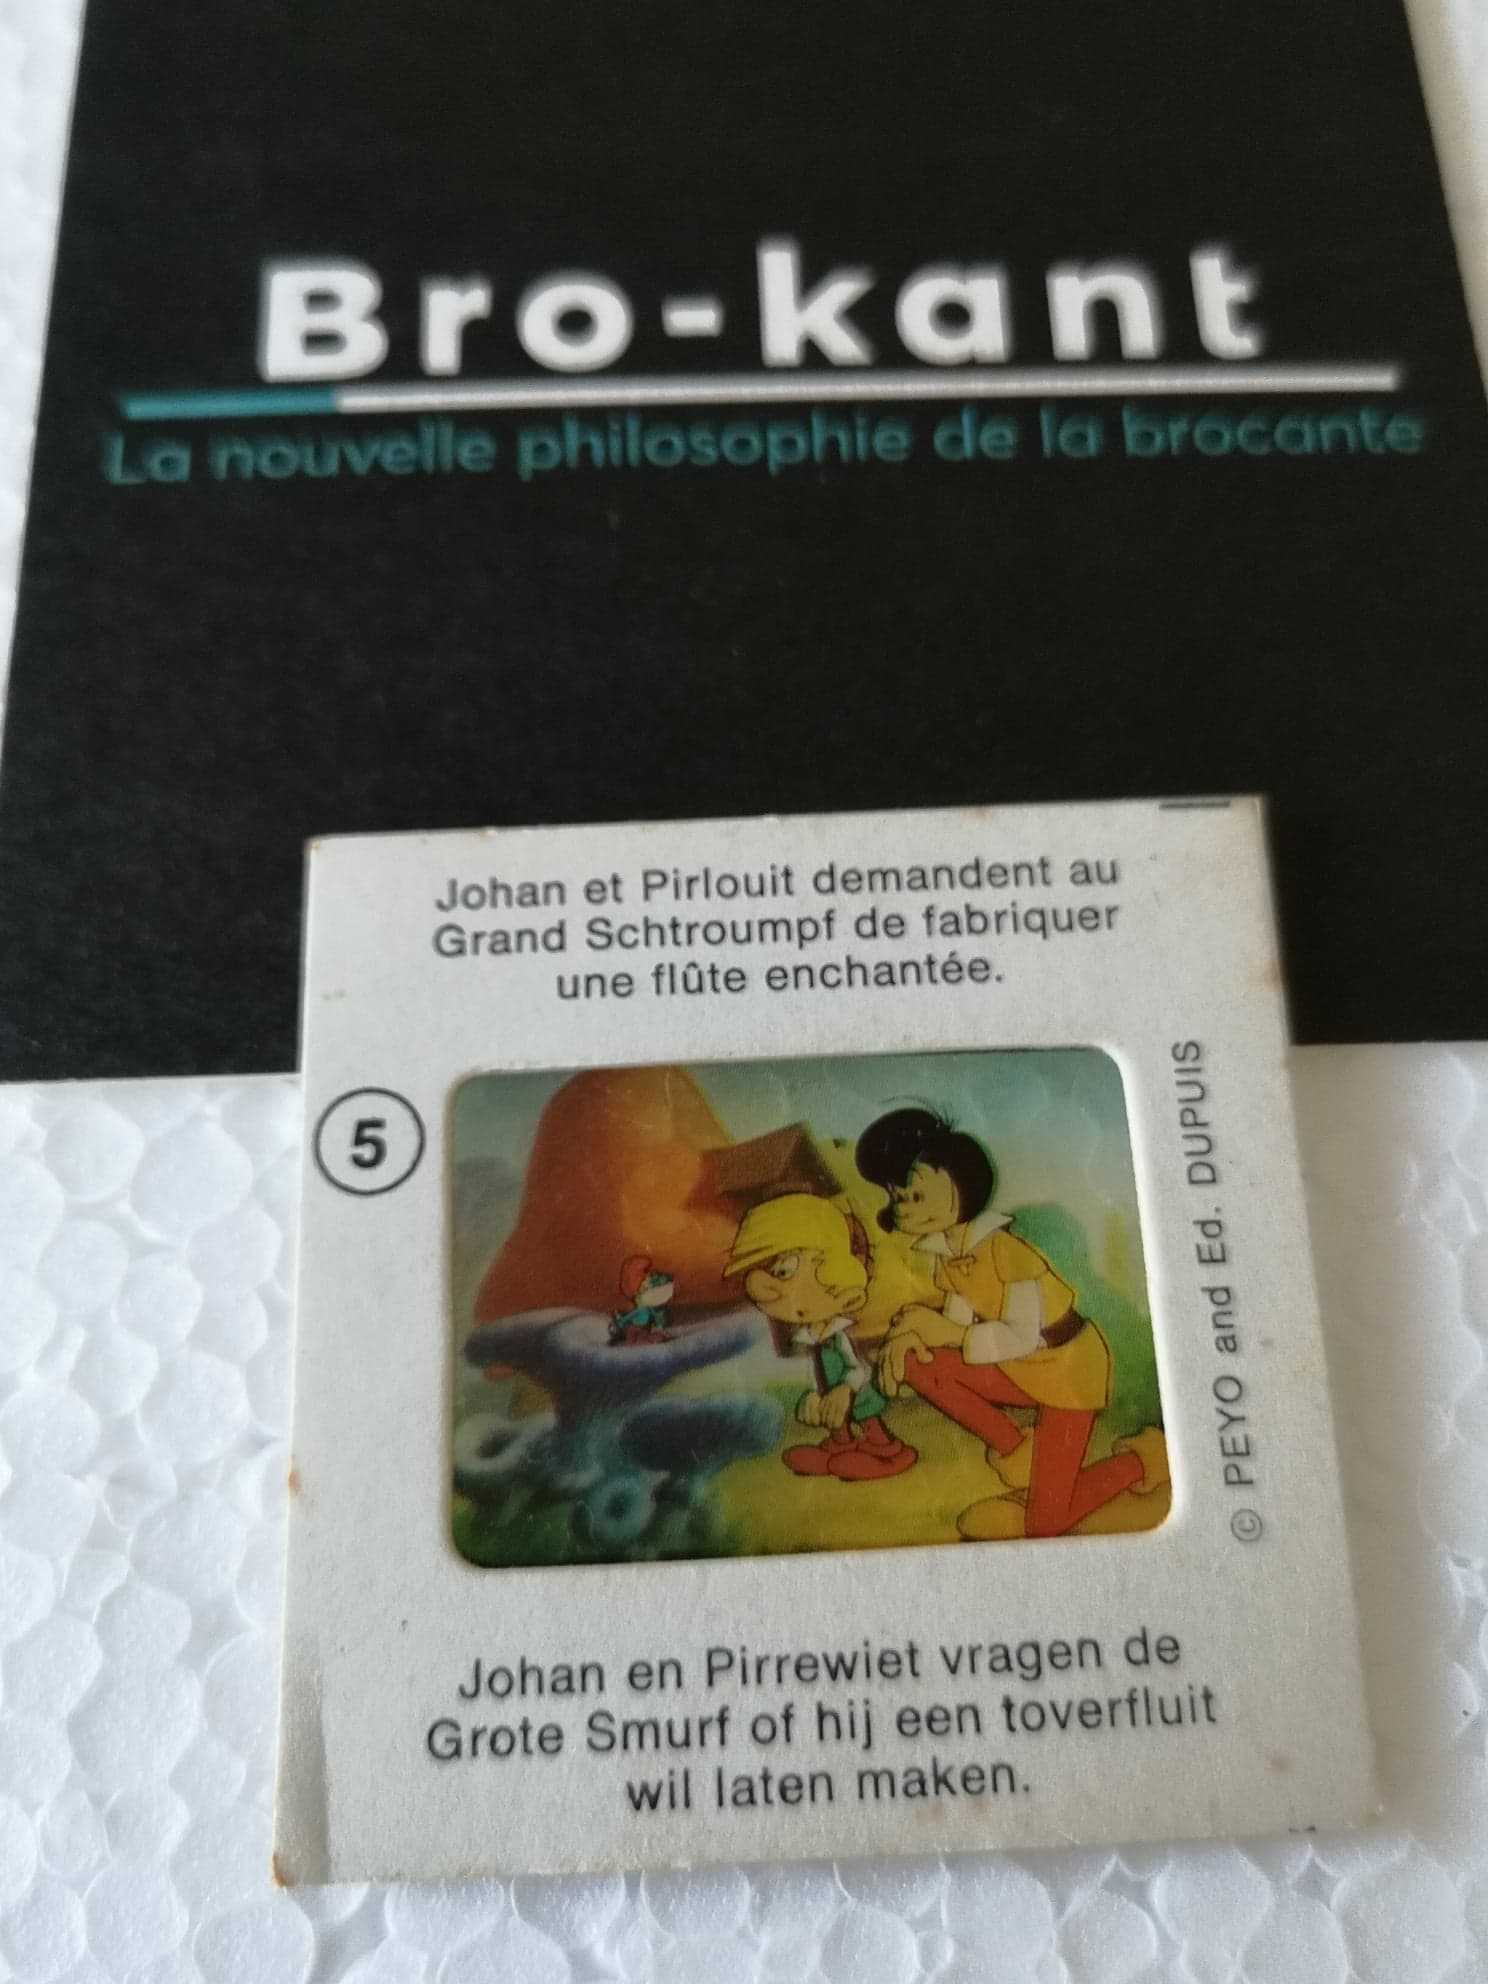 Bro-kant
La nouvelle philosophie de la brocante
Johan et Pirlouit demandent au
Grand Schtroumpf de fabriquer
une flûte enchantée.
5
© PEYO and Ed. DUPUIS
Johan en Pirrewiet vragen de
Grote Smurf of hij een toverfluit
wil laten maken.